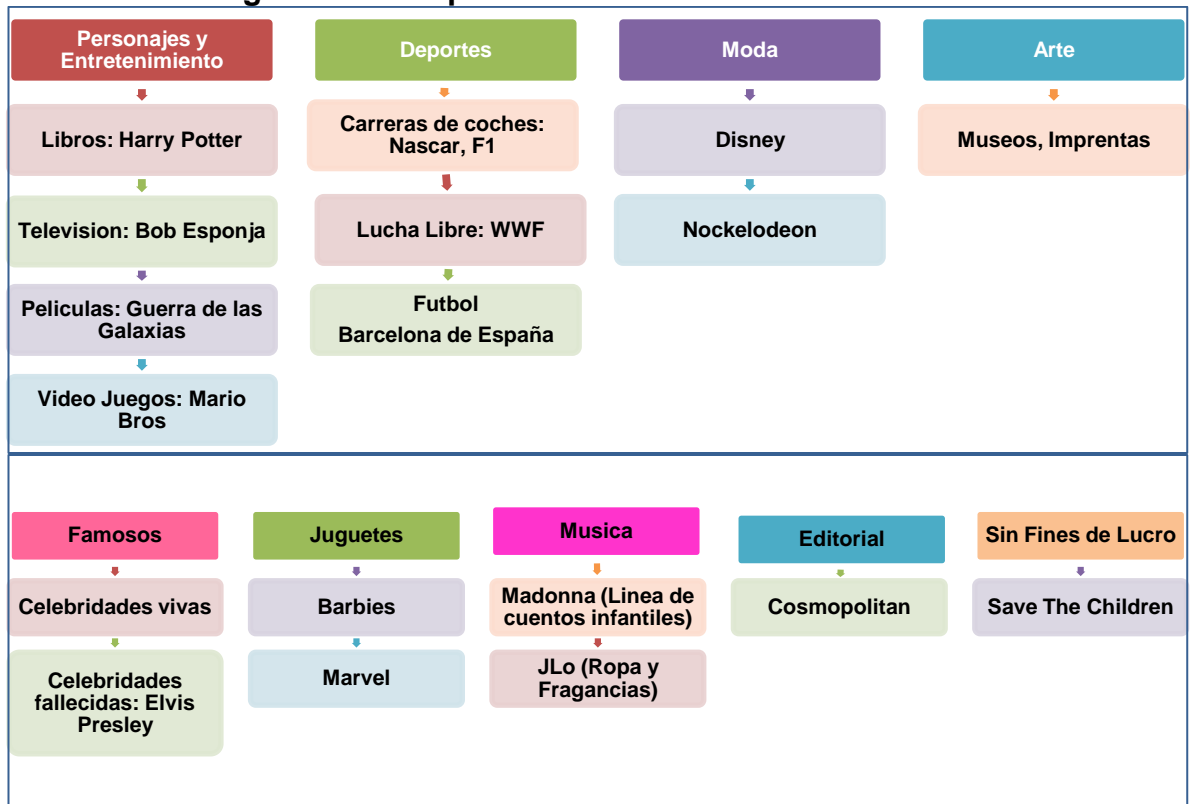 Personajes y
Entretenimiento
Libros: Harry Potter
Television: Bob Esponja
Peliculas: Guerra de las
Galaxias
Video Juegos: Mario
Bros
Deportes
Carreras de coches:
Nascar, F1
Lucha Libre: WWF
Futbol
Barcelona de España
Moda
Disney
Nockelodeon
Arte
Museos, Imprentas
Famosos
Celebridades vivas
Celebridades
fallecidas: Elvis
Presley
Juguetes
Barbies
Marvel
Musica
Madonna (Linea de
cuentos infantiles)
JLo (Ropa y
Fragancias)
Editorial
Cosmopolitan
Sin Fines de Lucro
Save The Children